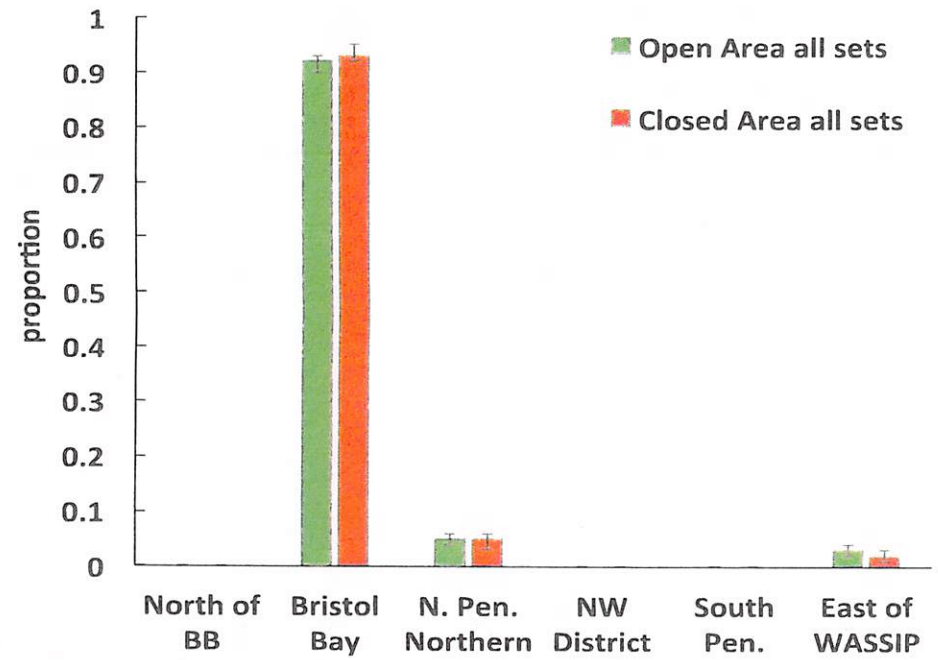 1
0.9
0.8
0.7
0.6
0.5
0.4
0.3
0.2
0.1
0
proportion
Open Area all sets
Closed Area all sets
North of
BB
Bristol
Bay
N. Pen.
Northern
NW
District
South
Pen.
East of
WASSIP